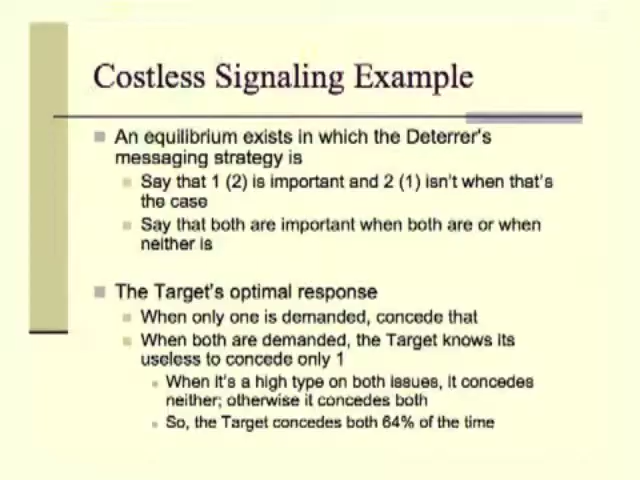 Costless Signaling Example
An equilibrium exists in which the Deterrer's
messaging strategy is
Say that 1 (2) is important and 2 (1) isn't when that's
the case
Say that both are important when both are or when
neither is
The Target's optimal response
When only one is demanded, concede that
When both are demanded, the Target knows its
useless to concede only 1
When it's a high type on both issues, it concedes
neither; otherwise it concedes both
So, the Target concedes both 64% of the time